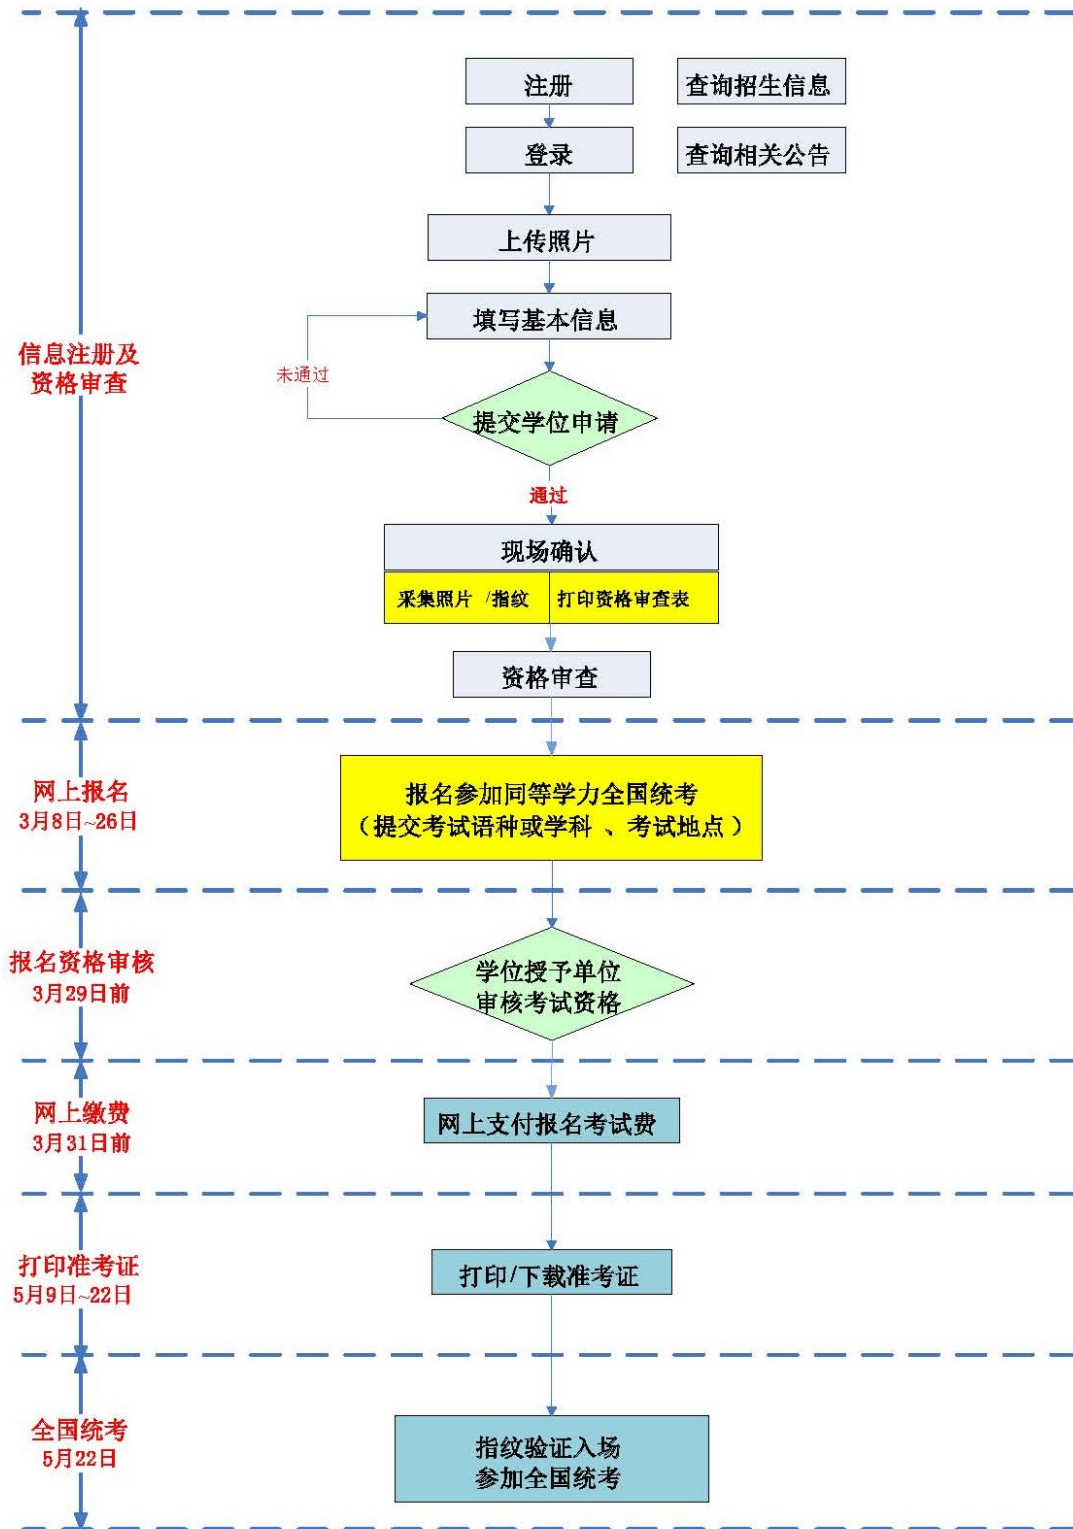 注册
查询招生信息
登录
查询相关公告
上传照片
填写基本信息
信息注册及
资格审查
未通过
提交学位申请
通过
现场确认
采集照片 /指纹
打印资格审查表
资格审查
网上报名
3月8日~26日
报名参加同等学力全国统考
（提交考试语种或学科 、考试地点）
报名资格审核
3月29日前
学位授予单位
审核考试资格
网上缴费
3月31日前
网上支付报名考试费
打印准考证
5月9日~22日
打印/下载准考证
全国统考
5月22日
指纹验证入场
参加全国统考